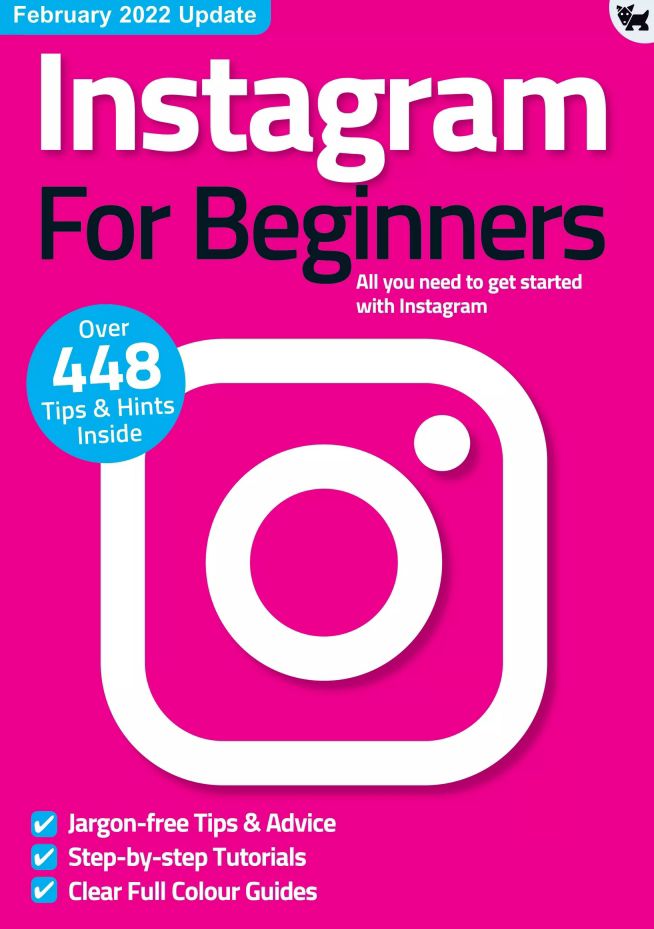 February 2022 Update
Instagram
For Beginners
All you need to get started
with Instagram
Over
448
Tips & Hints
Inside
Jargon-free Tips & Advice
Step-by-step Tutorials
Clear Full Colour Guides